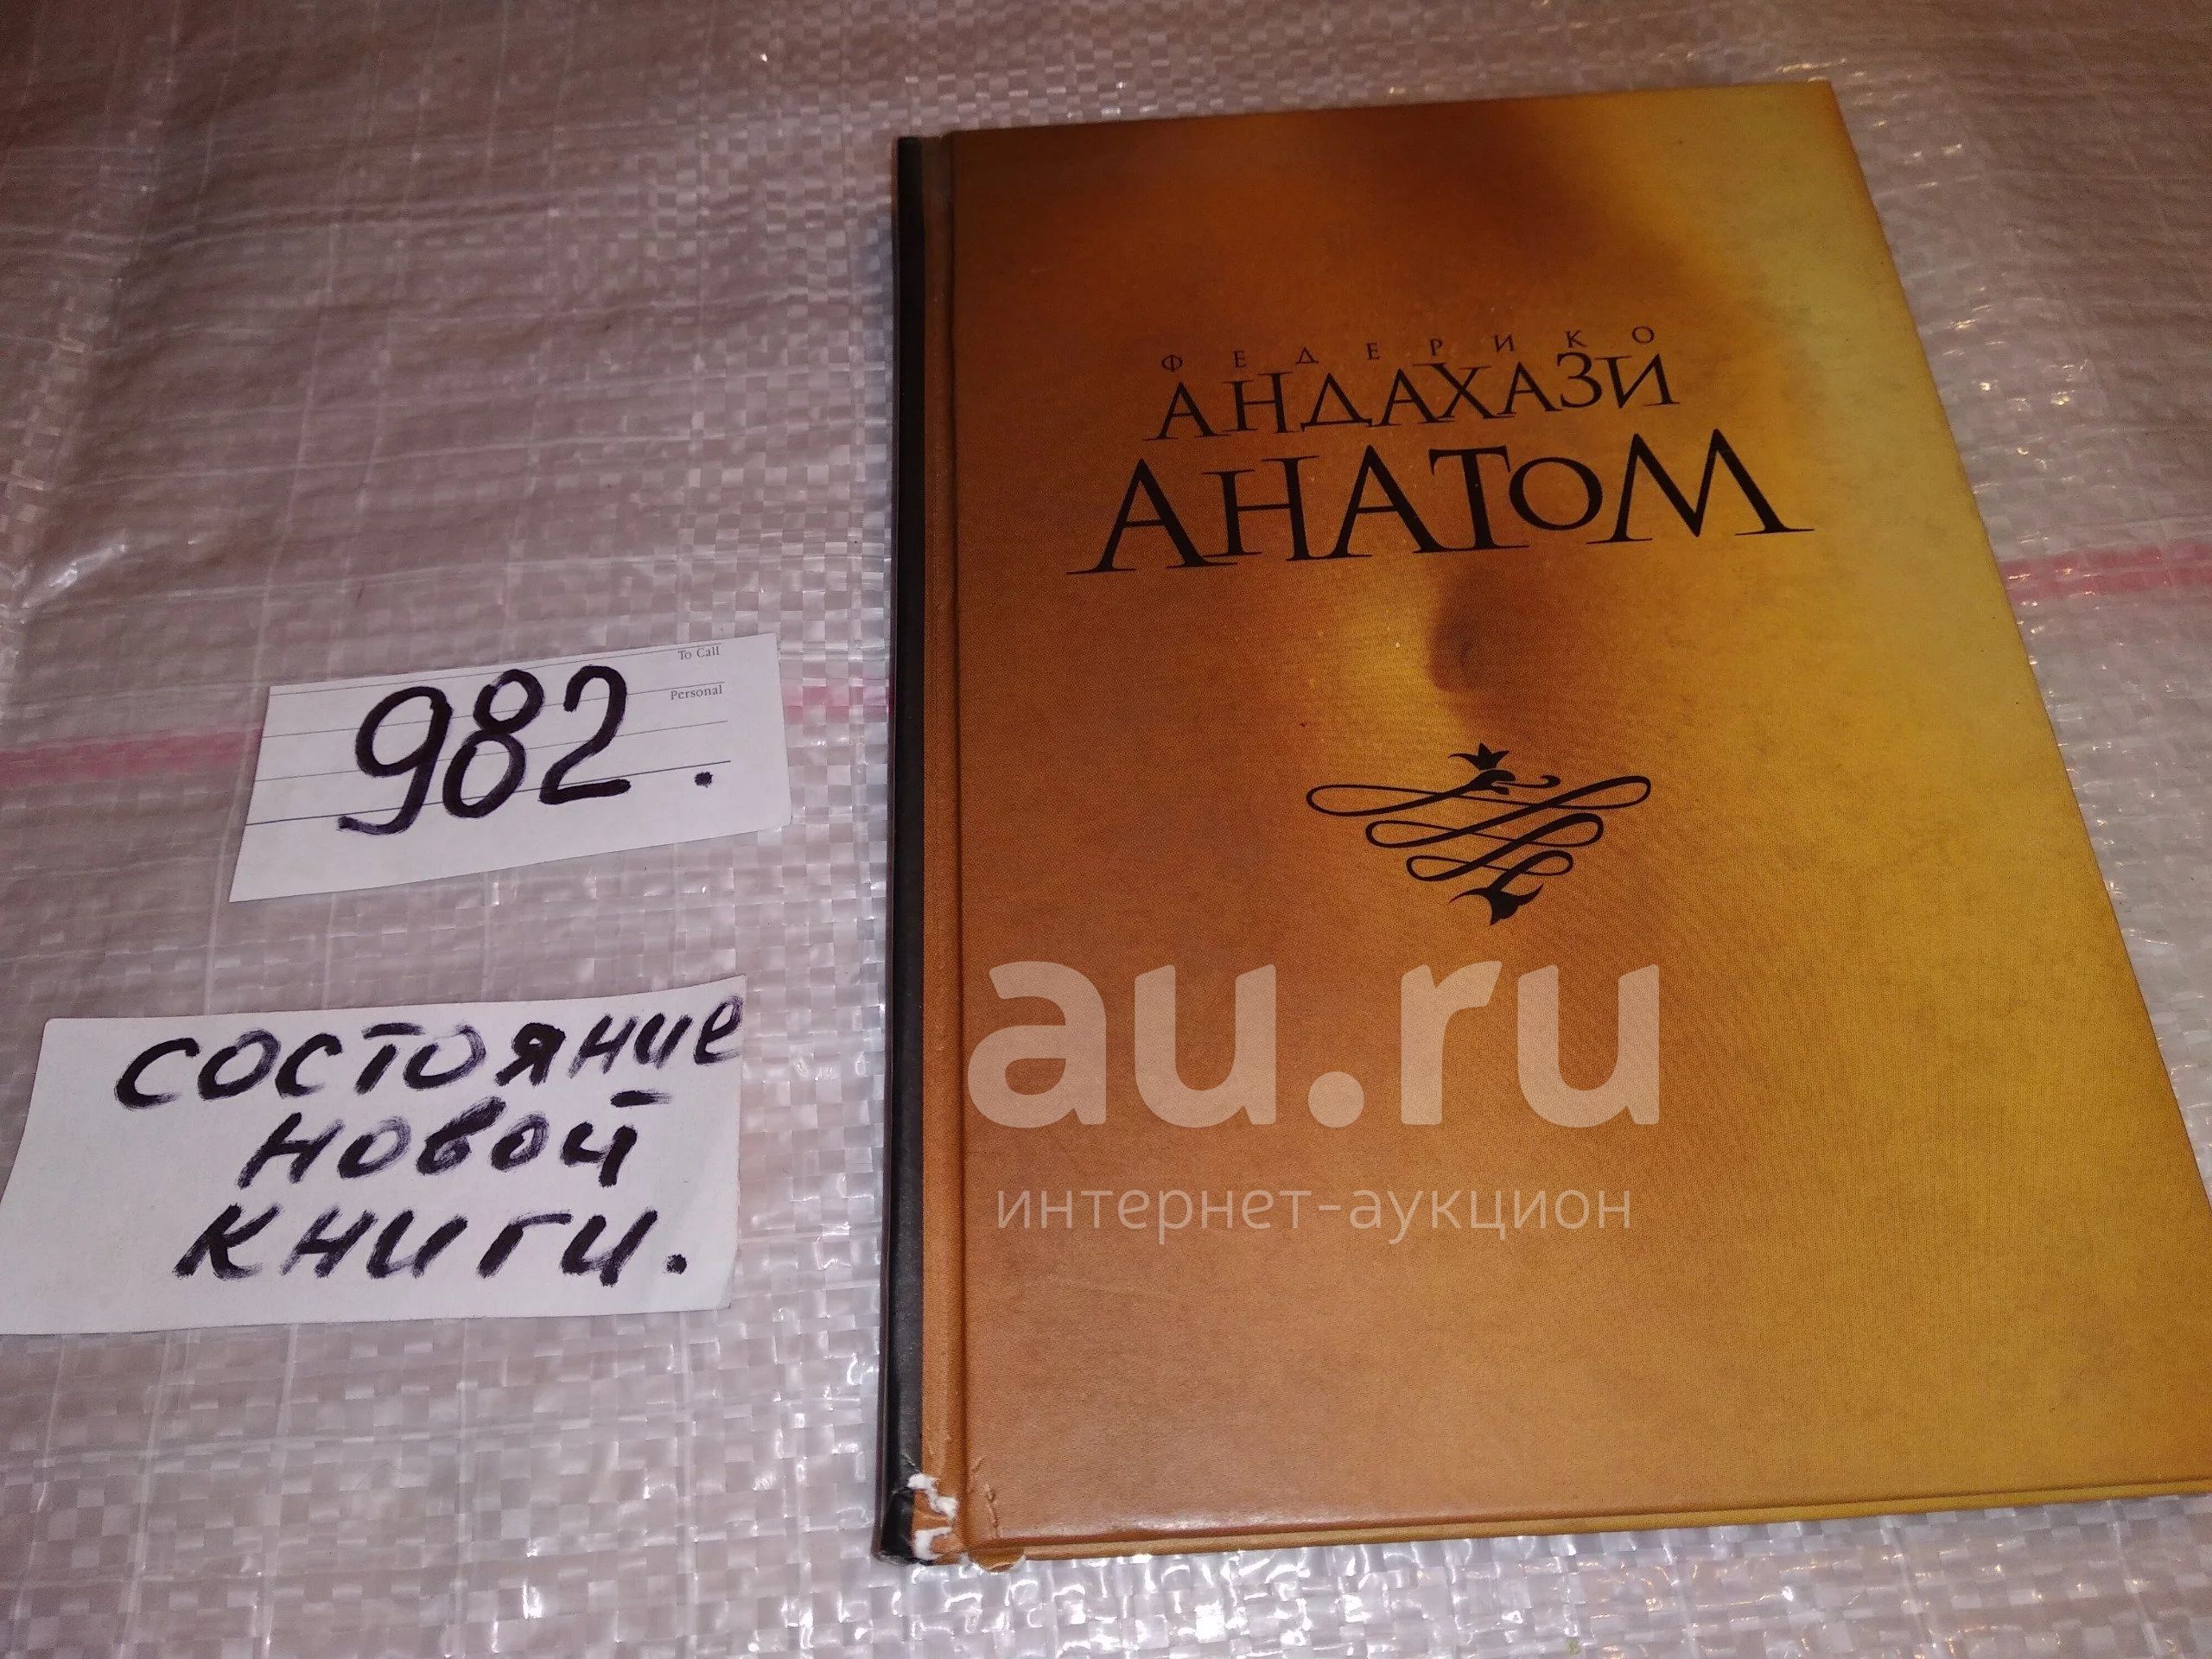 ФЕДЕРИКО
АНДАХАЗИ
АНАТОМ
To Call
Personal
982.
состояние
новой
книги.
au.ru
интернет-аукцион